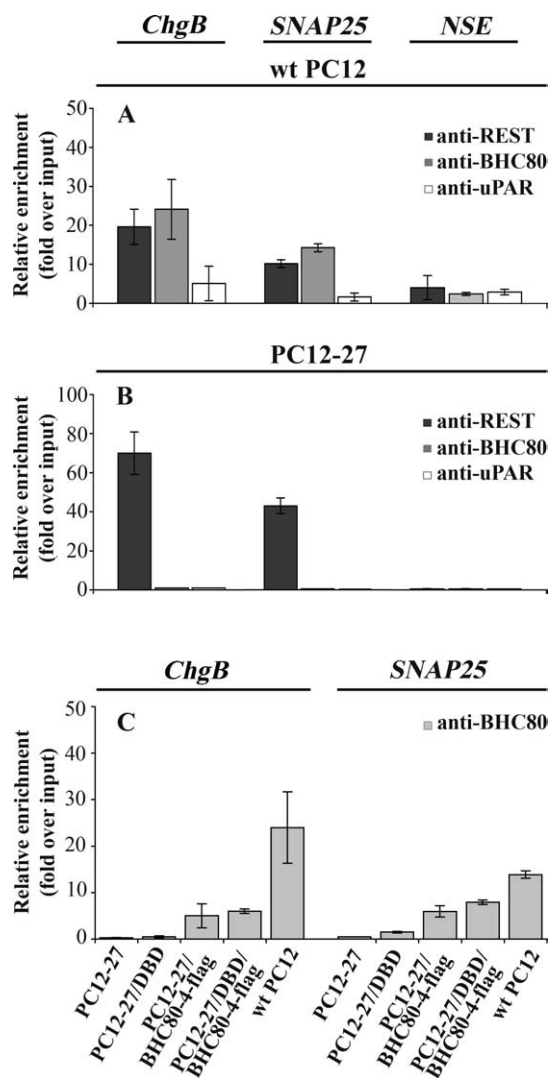 ChgB SNAP25 NSE
wt PC12
A
Relative enrichment
(fold over input)
50
40
30
20
10
0
anti-REST
anti-BHC80
anti-uPAR
PC12-27
B
Relative enrichment
(fold over input)
100
80
60
40
20
0
anti-REST
anti-BHC80
anti-uPAR
ChgB SNAP25
C
Relative enrichment
(fold over input)
50
40
30
20
10
0
anti-BHC80
PC12-27
PC12-27/DBD
PC12-27/
BHC80-4-flag
PC12-27/DBD/
BHC80-4-flag
wt PC12
PC12-27
PC12-27/DBD
PC12-27/
BHC80-4-flag
PC12-27/DBD/
BHC80-4-flag
wt PC12